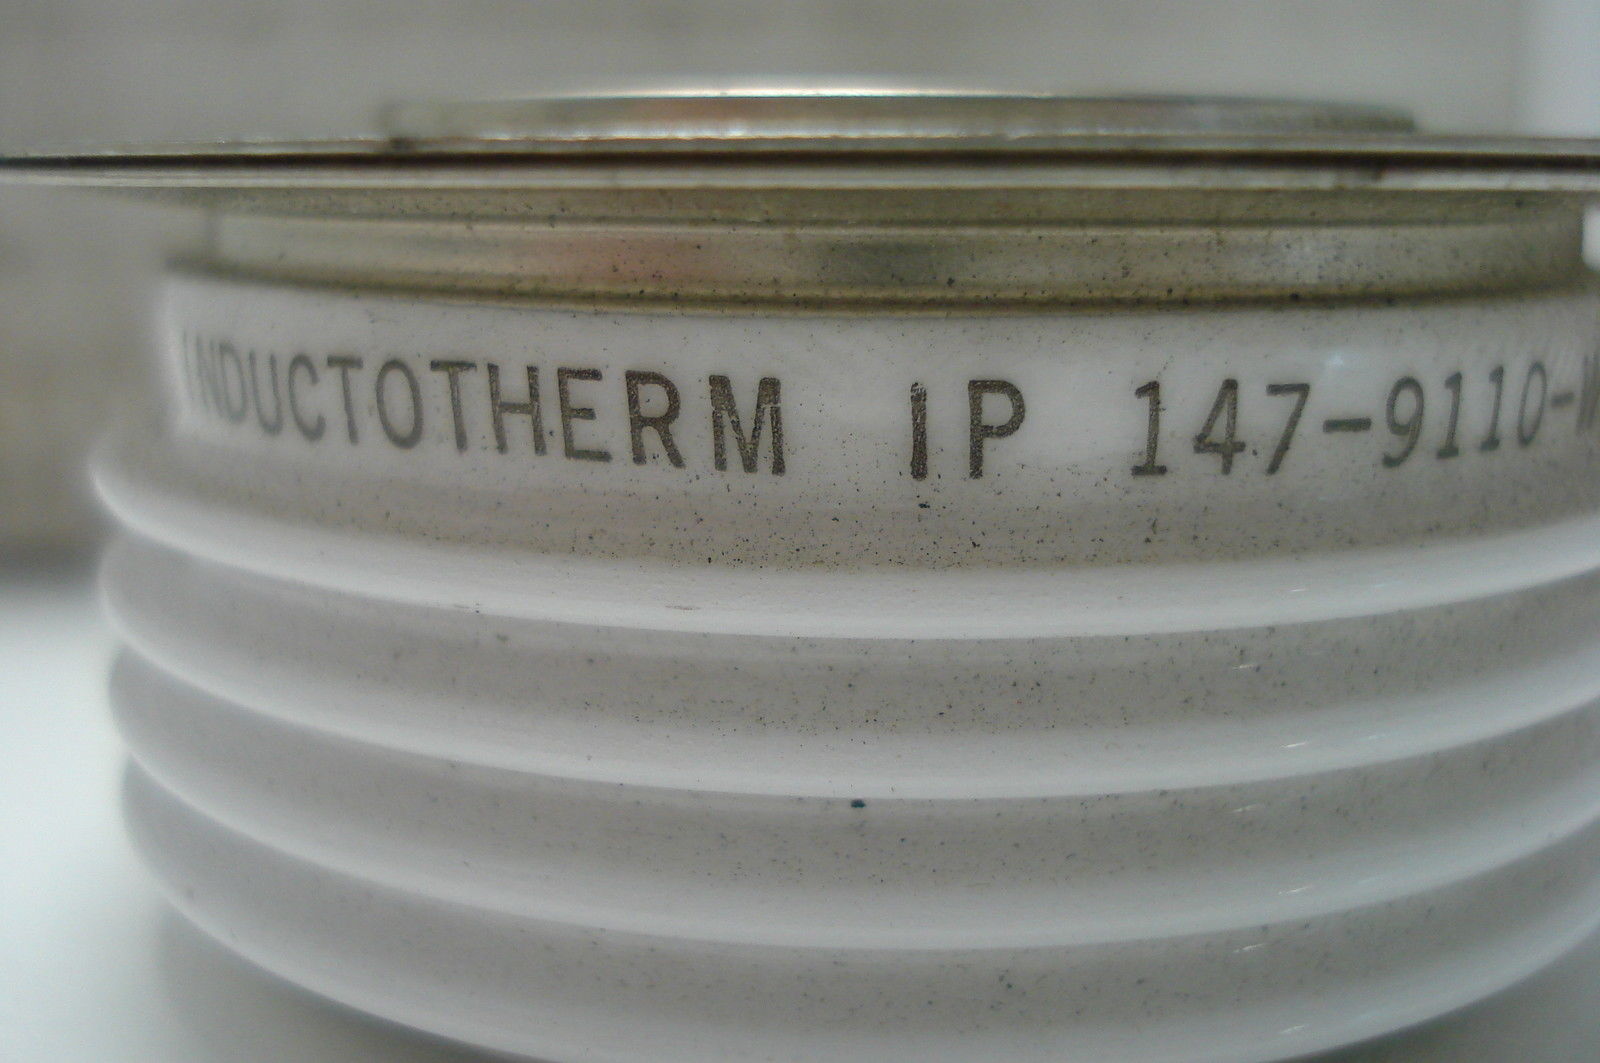 INDUCTOTHERM IP 147-9110-